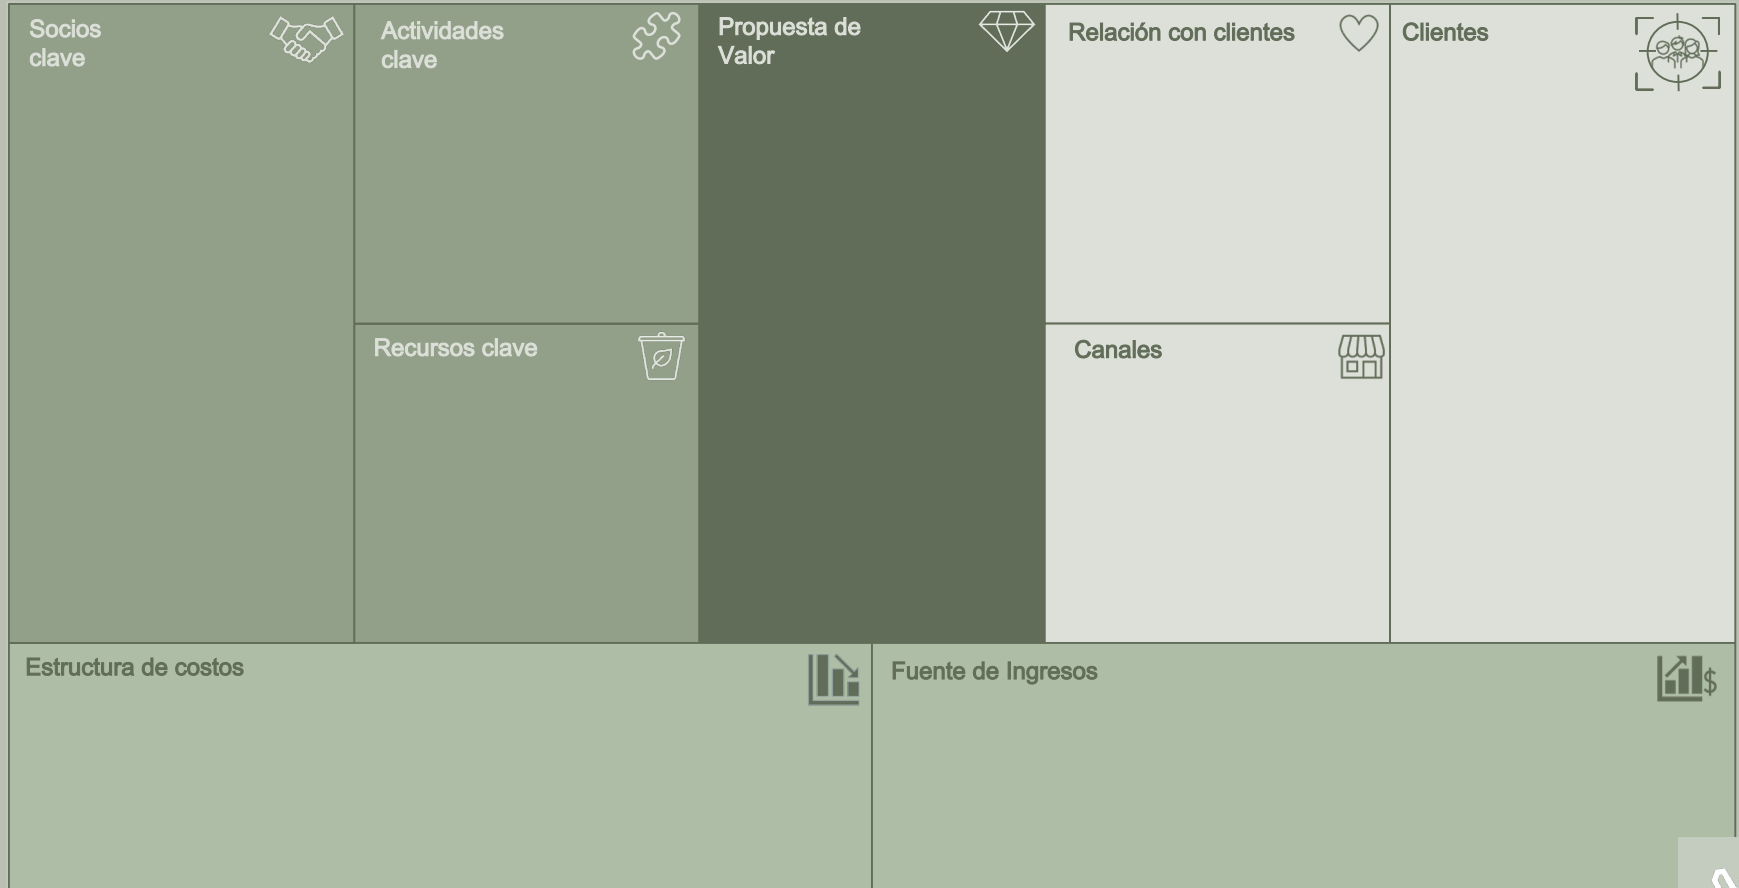 Socios
clave
Actividades
clave
Propuesta de
Valor
Relación con clientes
Clientes
Recursos clave
Canales
Estructura de costos
Fuente de Ingresos
$